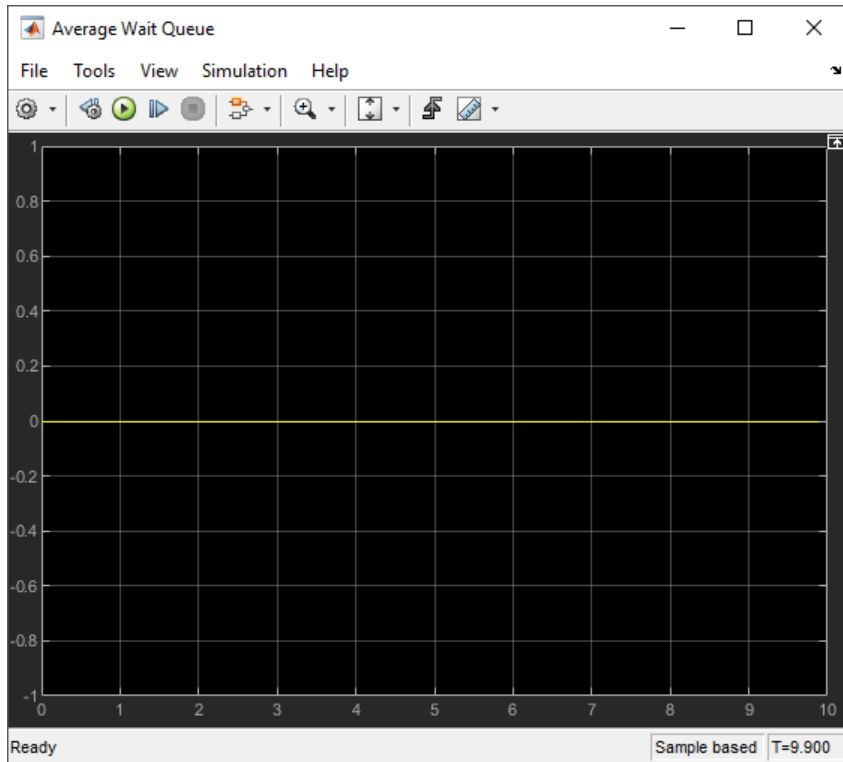 Average Wait Queue
File Tools View Simulation Help
1
0.8
0.6
0.4
0.2
0
-0.2
-0.4
-0.6
-0.8
-1
0 1 2 3 4 5 6 7 8 9 10
Ready Sample based T=9.900